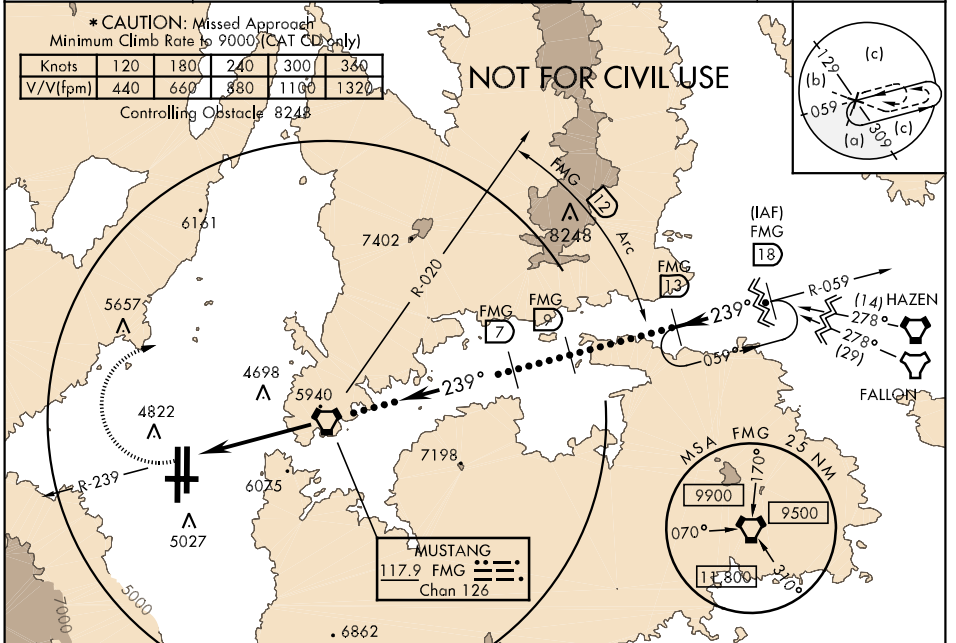 * CAUTION: Missed Approach
Minimum Climb Rate to 9000 (CAT CD only)
Knots 120 180 240 300 360
V/V(fpm) 440 660 880 1100 1320
Controlling Obstacle 8248
NOT FOR CIVIL USE
129
(c)
(b)
059
(a)
309
(c)
6161
7402
FMG
12
Arc
8248
R-020
(IAF)
FMG
18
FMG
13
R-059
239°
(14) HAZEN
278°
278°
(29)
FALLON
5657
FMG
7
FMG
9
059°
239°
4698
5940
4822
R-239
7198
6075
5027
MSA FMG 25 NM
170°
9900
9500
070°
11,800
310°
MUSTANG
117.9 FMG
Chan 126
5000
7000
6862